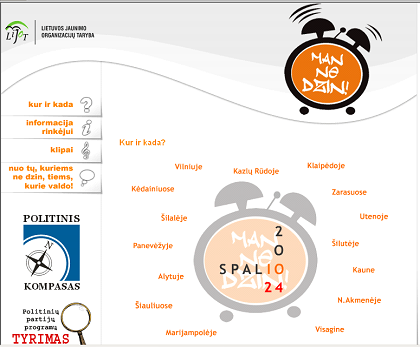 LiJOT
LIETUVOS JAUNIMO
ORGANIZACIJŲ TARYBA
MAN
NE
DZIN!
kur ir kada
informacija
rinkėjui
klipai
nuo tų, kuriems
ne dzin, tiems,
kurie valdo!
POLITINIS
KOMPASAS
Politinių
partijų
programų
TYRIMAS
Kur ir kada?
Vilniuje
Kazlų Rūdoje
Klaipėdoje
Kėdainiuose
Zarasuose
Šilalėje
Utenoje
Panevėžyje
Šilutėje
Alytuje
Kaune
Šiauliuose
N.Akmenėje
Marijampolėje
Visagine
MAN
NE
DZIN!
2
0
SPALIO
24